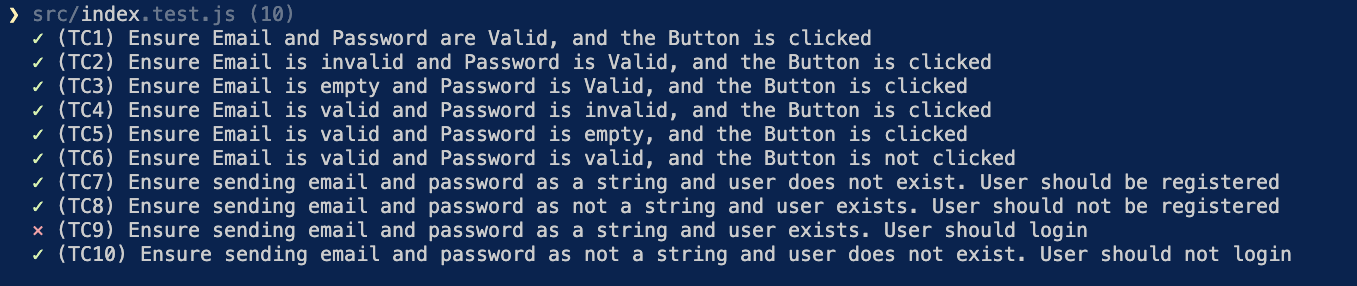 ❯ src/index.test.js (10)
✓ (TC1) Ensure Email and Password are Valid, and the Button is clicked
✓ (TC2) Ensure Email is invalid and Password is Valid, and the Button is clicked
✓ (TC3) Ensure Email is empty and Password is Valid, and the Button is clicked
✓ (TC4) Ensure Email is valid and Password is invalid, and the Button is clicked
✓ (TC5) Ensure Email is valid and Password is empty, and the Button is clicked
✓ (TC6) Ensure Email is valid and Password is valid, and the Button is not clicked
✓ (TC7) Ensure sending email and password as a string and user does not exist. User should be registered
✓ (TC8) Ensure sending email and password as not a string and user exists. User should not be registered
× (TC9) Ensure sending email and password as a string and user exists. User should login
✓ (TC10) Ensure sending email and password as not a string and user does not exist. User should not login